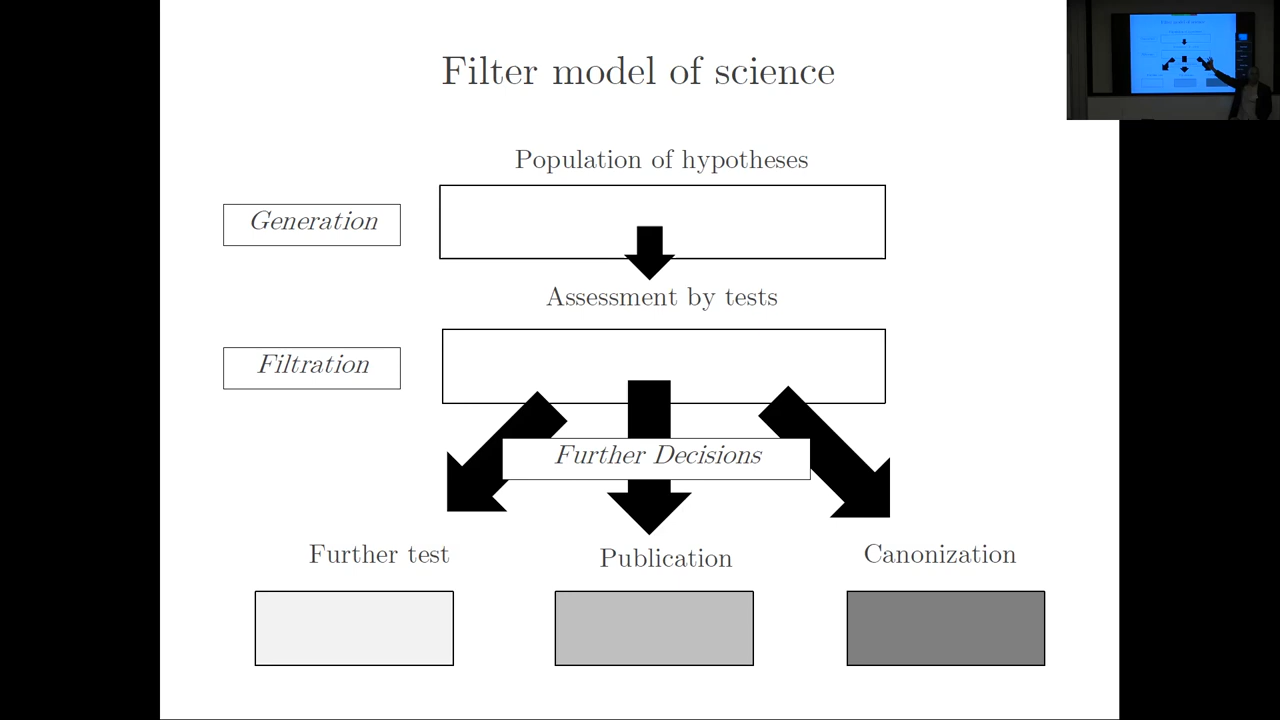 Filter model of science
Population of hypotheses
Generation
Assessment by tests
Filtration
Further Decisions
Further test
Publication
Canonization